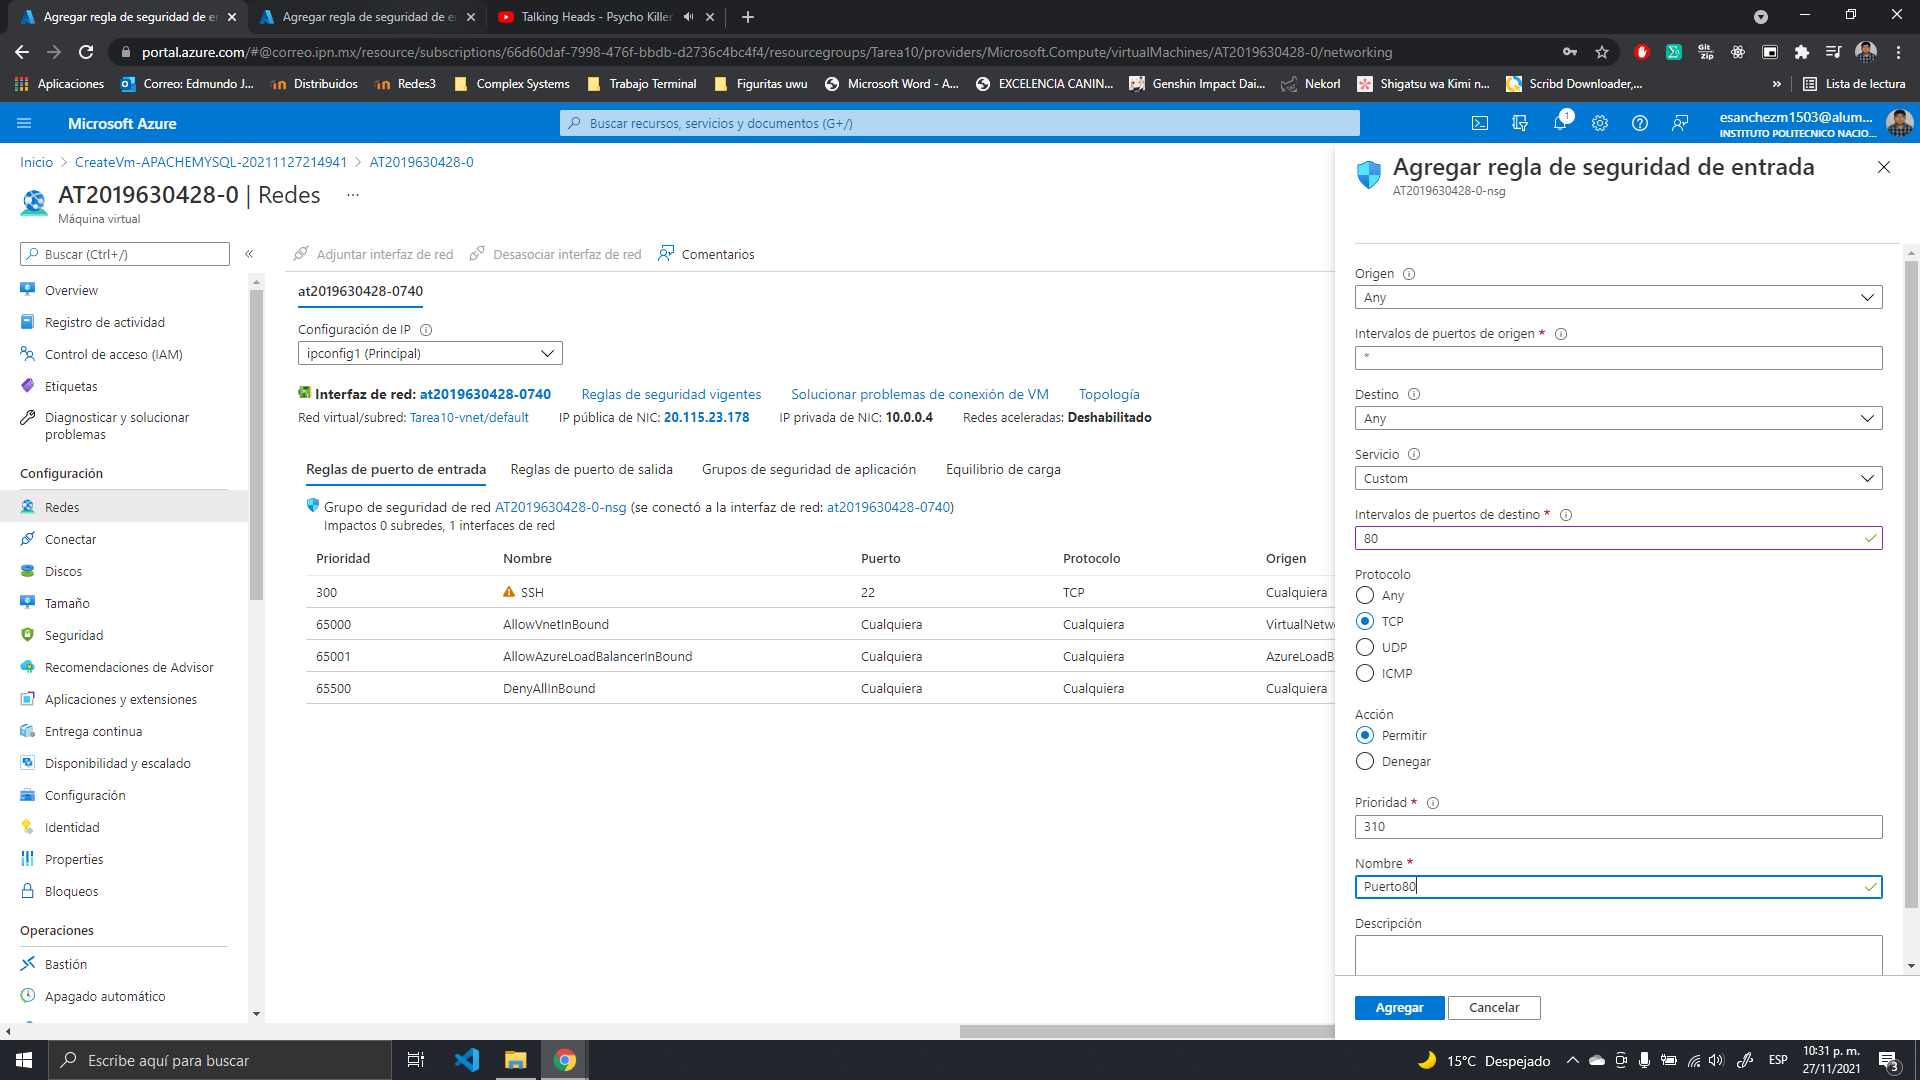 Agregar regla de seguridad de er
Agregar regla de seguridad de en
Talking Heads - Psycho Killer
portal.azure.com/#@correo.ipn.mx/resource/subscriptions/66d60daf-7998-476f-bbdb-d2736c4bc4f4/resourcegroups/Tarea10/providers/Microsoft.Compute/virtualMachines/AT2019630428-0/networking
Aplicaciones
Correo: Edmundo J...
Distribuidos
Redes3
Complex Systems
Trabajo Terminal
Figuritas uwu
Microsoft Word - A...
EXCELENCIA CANIN...
Genshin Impact Dai...
Nekorl
Shigatsu wa Kimi n...
Scribd Downloader,...
»
Lista de lectura
Microsoft Azure
Buscar recursos, servicios y documentos (G+/)
1
esanchezm1503@alum...
INSTITUTO POLITECNICO NACIO...
Inicio > CreateVm-APACHEMYSQL-20211127214941 > AT2019630428-0
AT2019630428-0 | Redes ...
Máquina virtual
Buscar (Ctrl+/)
«
Overview
Registro de actividad
Control de acceso (IAM)
Etiquetas
Diagnosticar y solucionar
problemas
Configuración
Redes
Conectar
Discos
Tamaño
Seguridad
Recomendaciones de Advisor
Aplicaciones y extensiones
Entrega continua
Disponibilidad y escalado
Configuración
Identidad
Properties
Bloqueos
Operaciones
Bastión
Apagado automático
Adjuntar interfaz de red
Desasociar interfaz de red
Comentarios
at2019630428-0740
Configuración de IP
ipconfig1 (Principal)
Interfaz de red: at2019630428-0740
Reglas de seguridad vigentes
Solucionar problemas de conexión de VM
Topología
Red virtual/subred: Tarea10-vnet/default
IP pública de NIC: 20.115.23.178
IP privada de NIC: 10.0.0.4
Redes aceleradas: Deshabilitado
Reglas de puerto de entrada
Reglas de puerto de salida
Grupos de seguridad de aplicación
Equilibrio de carga
Grupo de seguridad de red AT2019630428-0-nsg (se conectó a la interfaz de red: at2019630428-0740)
Impactos 0 subredes, 1 interfaces de red
Prioridad Nombre Puerto Protocolo Origen
300 SSH 22 TCP Cualquiera
65000 AllowVnetInBound Cualquiera Cualquiera VirtualNetw
65001 AllowAzureLoadBalancerInBound Cualquiera Cualquiera AzureLoadB
65500 DenyAllInBound Cualquiera Cualquiera Cualquiera
Agregar regla de seguridad de entrada
AT2019630428-0-nsg
Origen
Any
Intervalos de puertos de origen *
*
Destino
Any
Servicio
Custom
Intervalos de puertos de destino *
80
Protocolo
Any
TCP
UDP
ICMP
Acción
Permitir
Denegar
Prioridad *
310
Nombre *
Puerto80
Descripción
Agregar
Cancelar
Escribe aquí para buscar
15°C Despejado
ESP
10:31 p. m.
27/11/2021
3